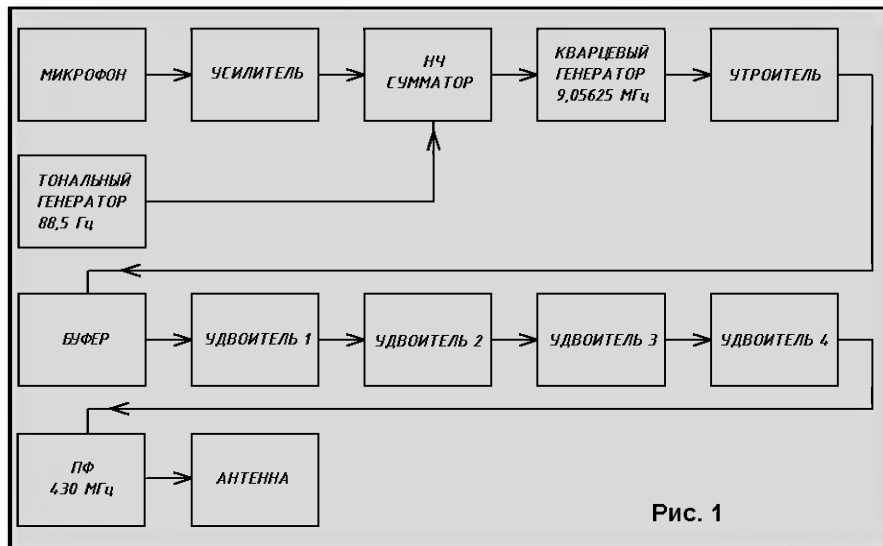 МИКРОФОН
УСИЛИТЕЛЬ
НЧ
СУММАТОР
КВАРЦЕВЫЙ
ГЕНЕРАТОР
9,05625 МГц
УТРОИТЕЛЬ
ТОНАЛЬНЫЙ
ГЕНЕРАТОР
88,5 Гц
БУФЕР
УДВОИТЕЛЬ 1
УДВОИТЕЛЬ 2
УДВОИТЕЛЬ 3
УДВОИТЕЛЬ 4
ПФ
430 МГц
АНТЕННА
Рис. 1